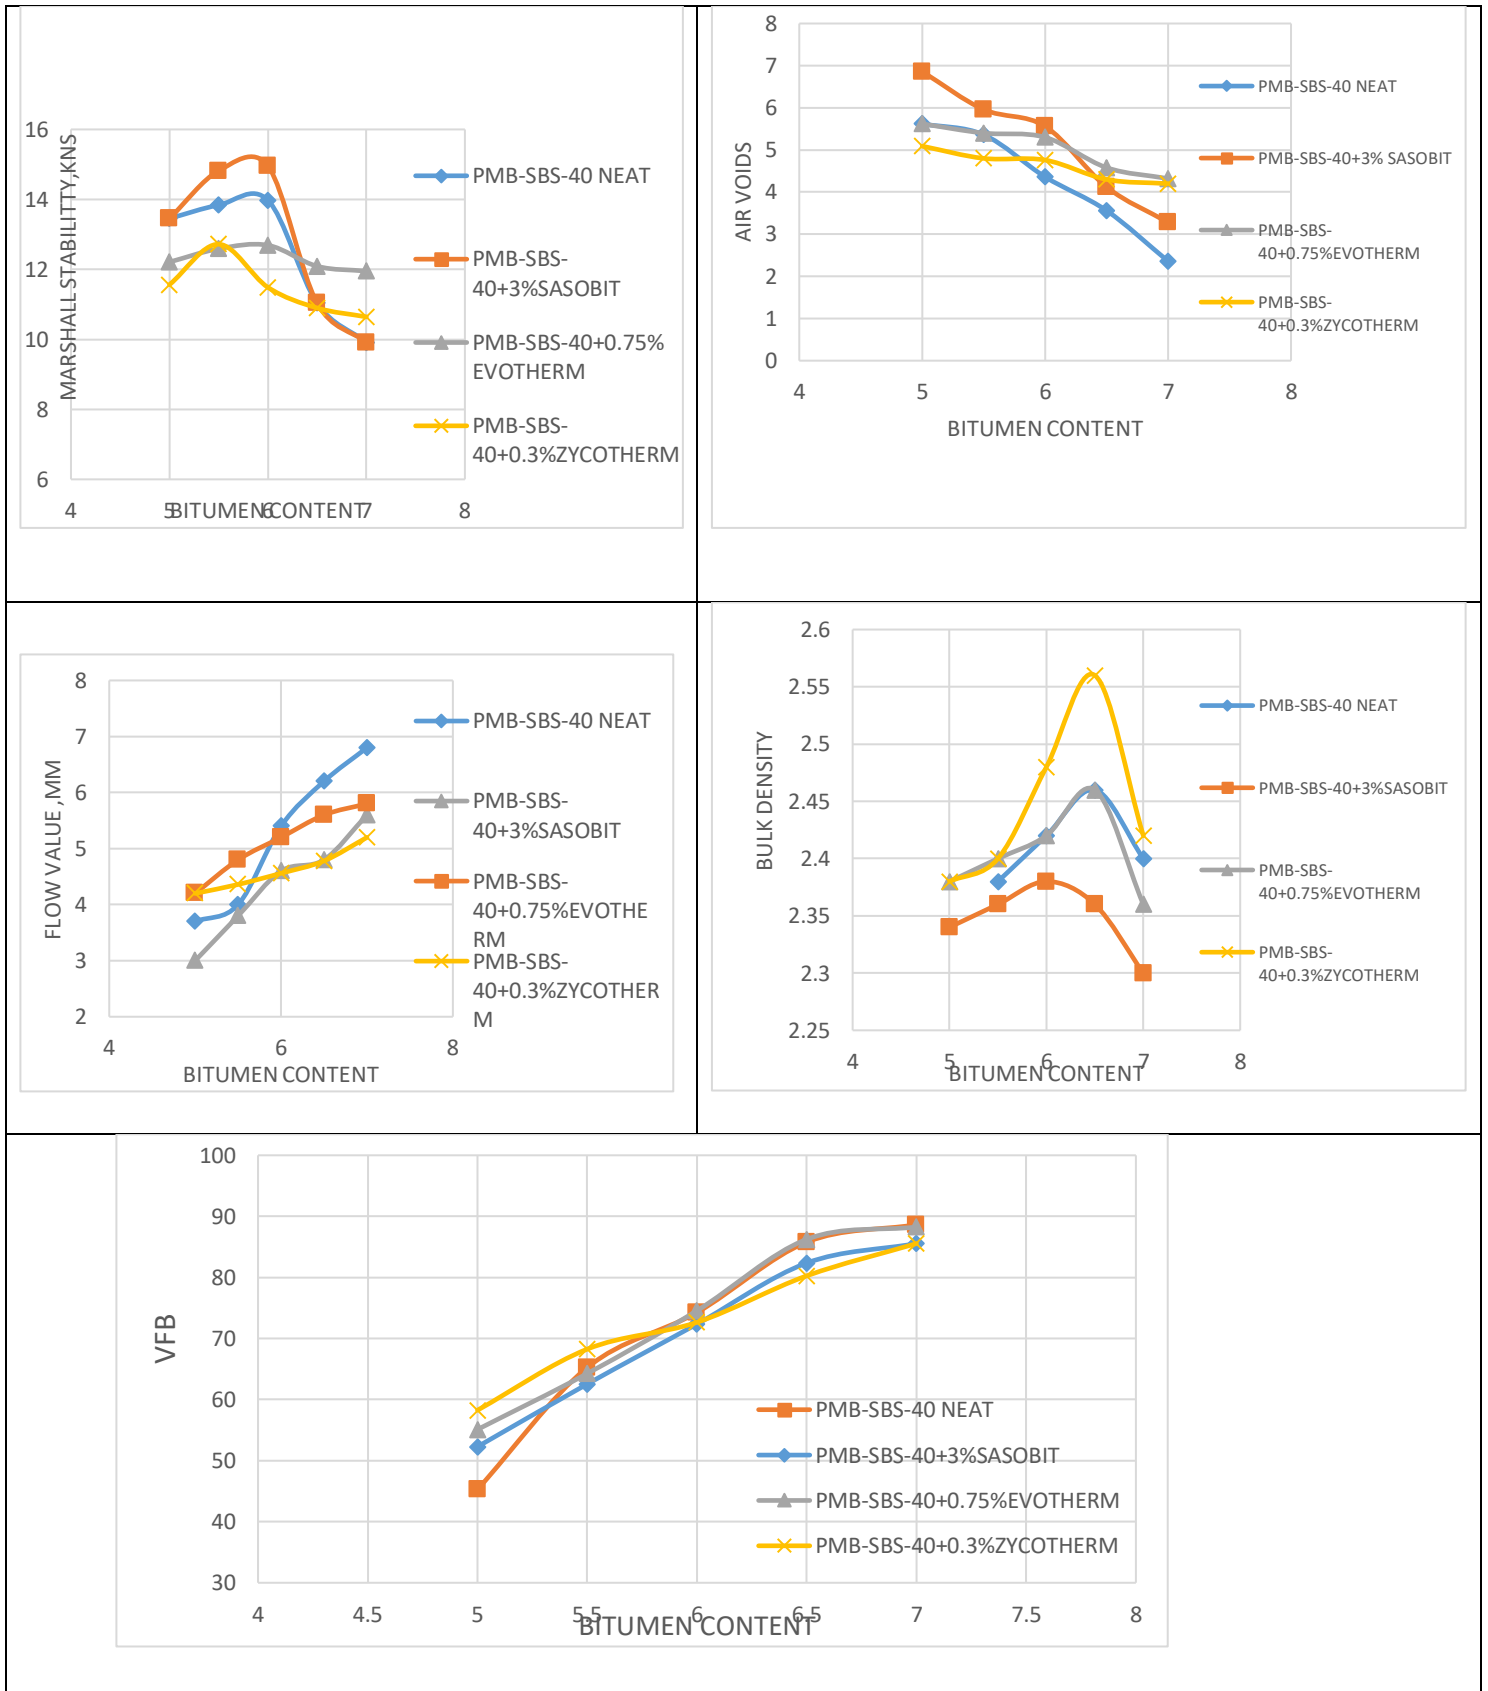 16
14
12
10
8
6
4
5
6
7
8
MARSHALL STABILITTY,KNS
BITUMEN CONTENT
PMB-SBS-40 NEAT
PMB-SBS-
40+3%SASOBIT
PMB-SBS-40+0.75%
EVOTHERM
PMB-SBS-
40+0.3%ZYCOTHERM
8
7
6
5
4
3
2
1
0
4
5
6
7
8
AIR VOIDS
BITUMEN CONTENT
PMB-SBS-40 NEAT
PMB-SBS-40+3% SASOBIT
PMB-SBS-
40+0.75%EVOTHERM
PMB-SBS-
40+0.3%ZYCOTHERM
8
7
6
5
4
3
2
4
6
8
FLOW VALUE ,MM
BITUMEN CONTENT
PMB-SBS-40 NEAT
PMB-SBS-
40+3%SASOBIT
PMB-SBS-
40+0.75%EVOTHE
RM
PMB-SBS-
40+0.3%ZYCOTHER
M
2.6
2.55
2.5
2.45
2.4
2.35
2.3
2.25
4
5
6
7
8
BULK DENSITY
BITUMEN CONTENT
PMB-SBS-40 NEAT
PMB-SBS-40+3%SASOBIT
PMB-SBS-
40+0.75%EVOTHERM
PMB-SBS-
40+0.3%ZYCOTHERM
100
90
80
70
60
50
40
30
4
4.5
5
5.5
6
6.5
7
7.5
8
VFB
BITUMEN CONTENT
PMB-SBS-40 NEAT
PMB-SBS-40+3%SASOBIT
PMB-SBS-40+0.75%EVOTHERM
PMB-SBS-40+0.3%ZYCOTHERM